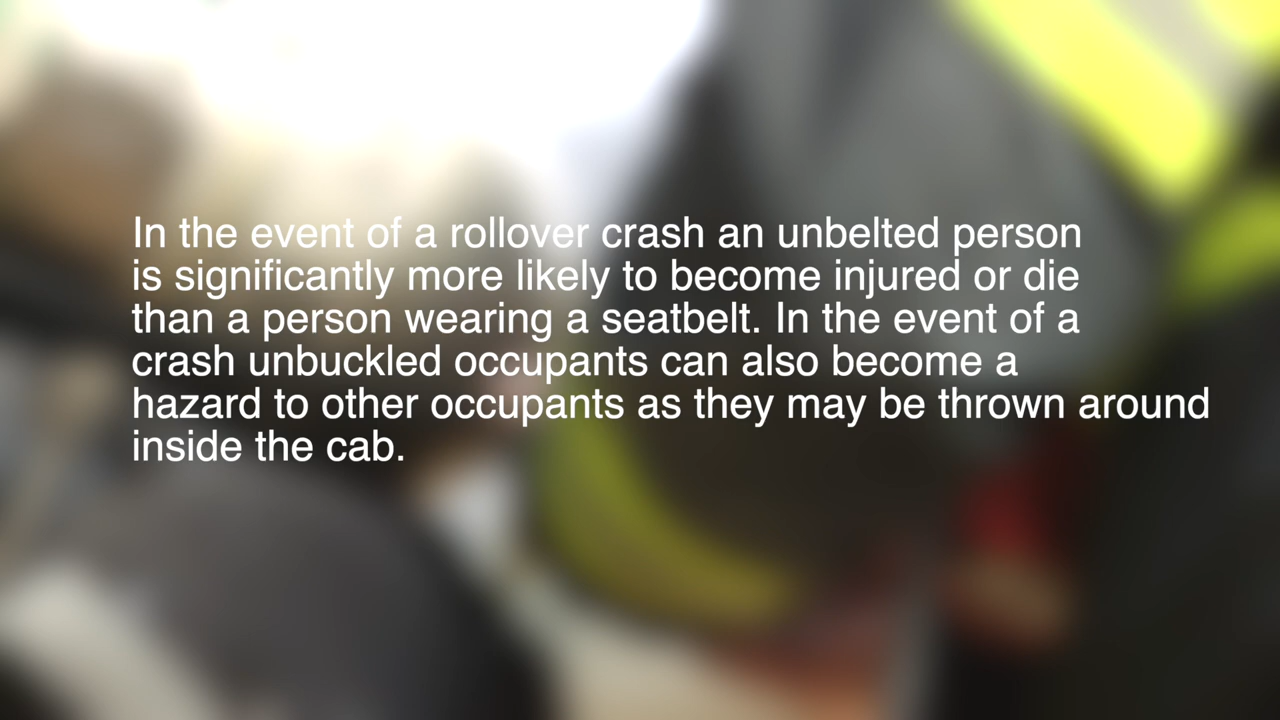 In the event of a rollover crash an unbelted person
is significantly more likely to become injured or die
than a person wearing a seatbelt. In the event of a
crash unbuckled occupants can also become a
hazard to other occupants as they may be thrown around
inside the cab.